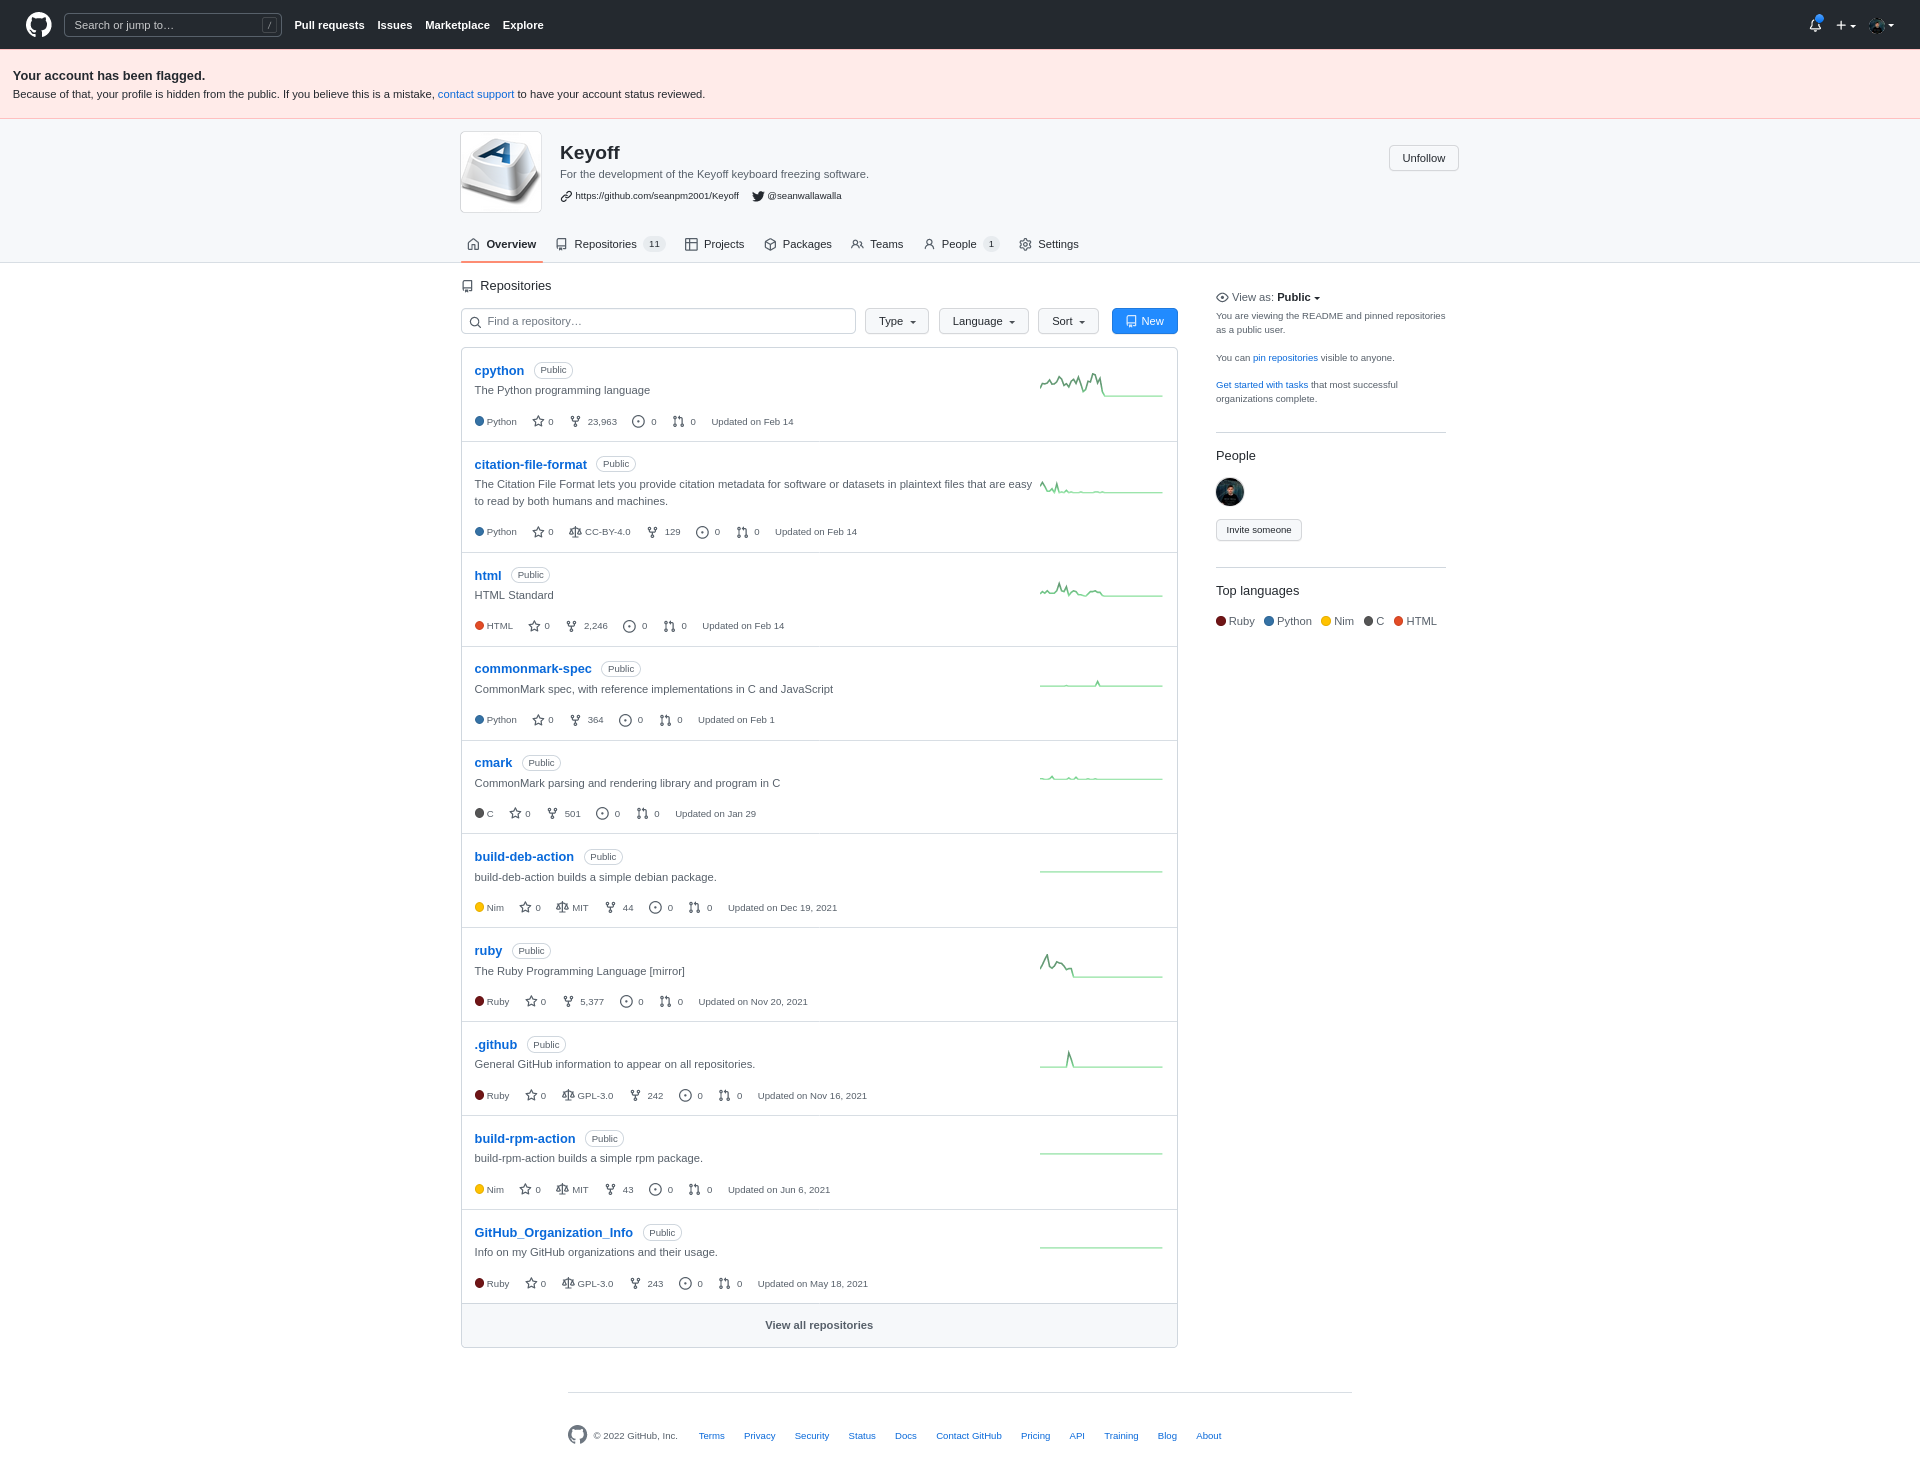 Search or jump to… /
Pull requests Issues Marketplace Explore
Your account has been flagged.
Because of that, your profile is hidden from the public. If you believe this is a mistake, contact support to have your account status reviewed.
A
Keyoff
For the development of the Keyoff keyboard freezing software.
https://github.com/seanpm2001/Keyoff @seanwallawalla
Unfollow
Overview Repositories 11 Projects Packages Teams People 1 Settings
Repositories
Find a repository…
Type Language Sort New
cpython Public
The Python programming language
Python 0 23,963 0 0 Updated on Feb 14
citation-file-format Public
The Citation File Format lets you provide citation metadata for software or datasets in plaintext files that are easy
to read by both humans and machines.
Python 0 CC-BY-4.0 129 0 0 Updated on Feb 14
html Public
HTML Standard
HTML 0 2,246 0 0 Updated on Feb 14
commonmark-spec Public
CommonMark spec, with reference implementations in C and JavaScript
Python 0 364 0 0 Updated on Feb 1
cmark Public
CommonMark parsing and rendering library and program in C
C 0 501 0 0 Updated on Jan 29
build-deb-action Public
build-deb-action builds a simple debian package.
Nim 0 MIT 44 0 0 Updated on Dec 19, 2021
ruby Public
The Ruby Programming Language [mirror]
Ruby 0 5,377 0 0 Updated on Nov 20, 2021
.github Public
General GitHub information to appear on all repositories.
Ruby 0 GPL-3.0 242 0 0 Updated on Nov 16, 2021
build-rpm-action Public
build-rpm-action builds a simple rpm package.
Nim 0 MIT 43 0 0 Updated on Jun 6, 2021
GitHub_Organization_Info Public
Info on my GitHub organizations and their usage.
Ruby 0 GPL-3.0 243 0 0 Updated on May 18, 2021
View all repositories
View as: Public
You are viewing the README and pinned repositories
as a public user.
You can pin repositories visible to anyone.
Get started with tasks that most successful
organizations complete.
People
Invite someone
Top languages
Ruby Python Nim C HTML
© 2022 GitHub, Inc. Terms Privacy Security Status Docs Contact GitHub Pricing API Training Blog About